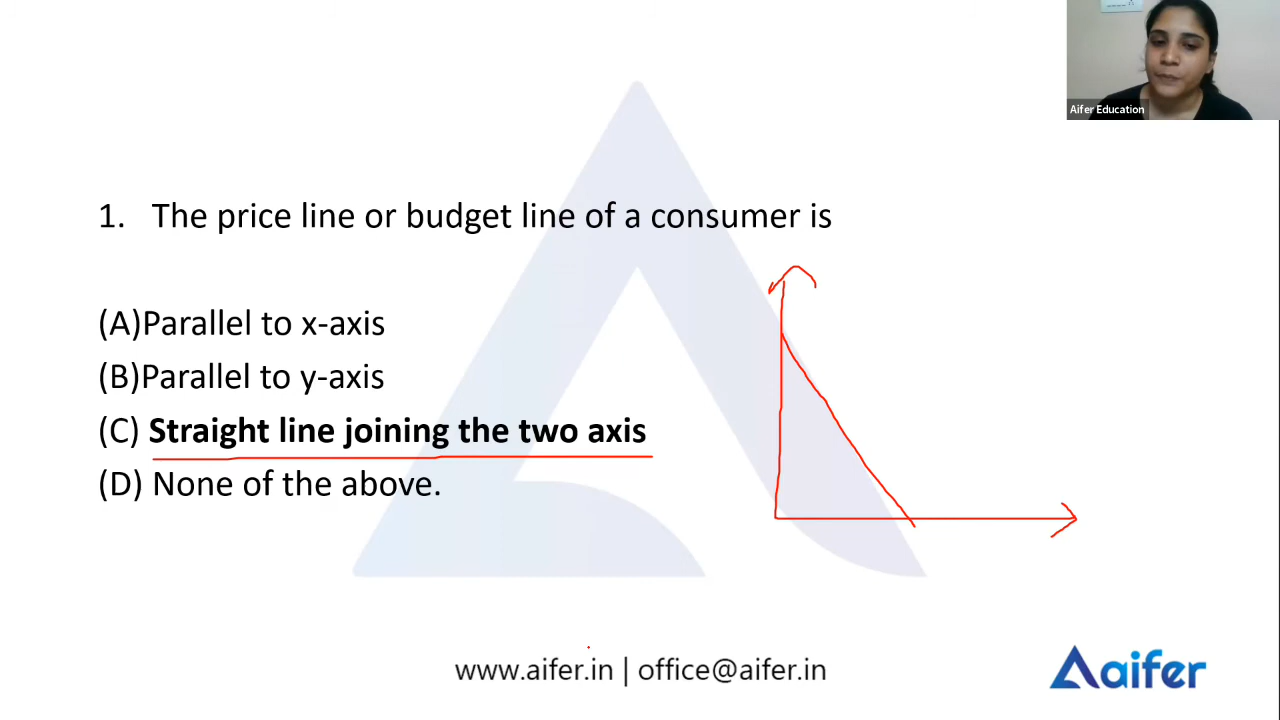 Aifer Education
1. The price line or budget line of a consumer is
(A)Parallel to x-axis
(B)Parallel to y-axis
(C) Straight line joining the two axis
(D) None of the above.
www.aifer.in | office@aifer.in
aifer